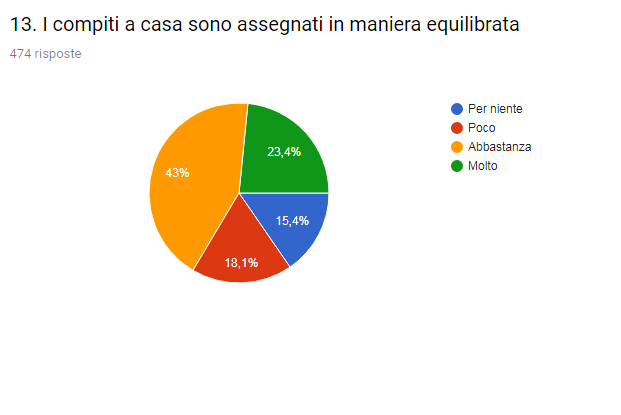 13. I compiti a casa sono assegnati in maniera equilibrata
474 risposte
Per niente
Poco
Abbastanza
Molto
23,4%
43%
15,4%
18,1%